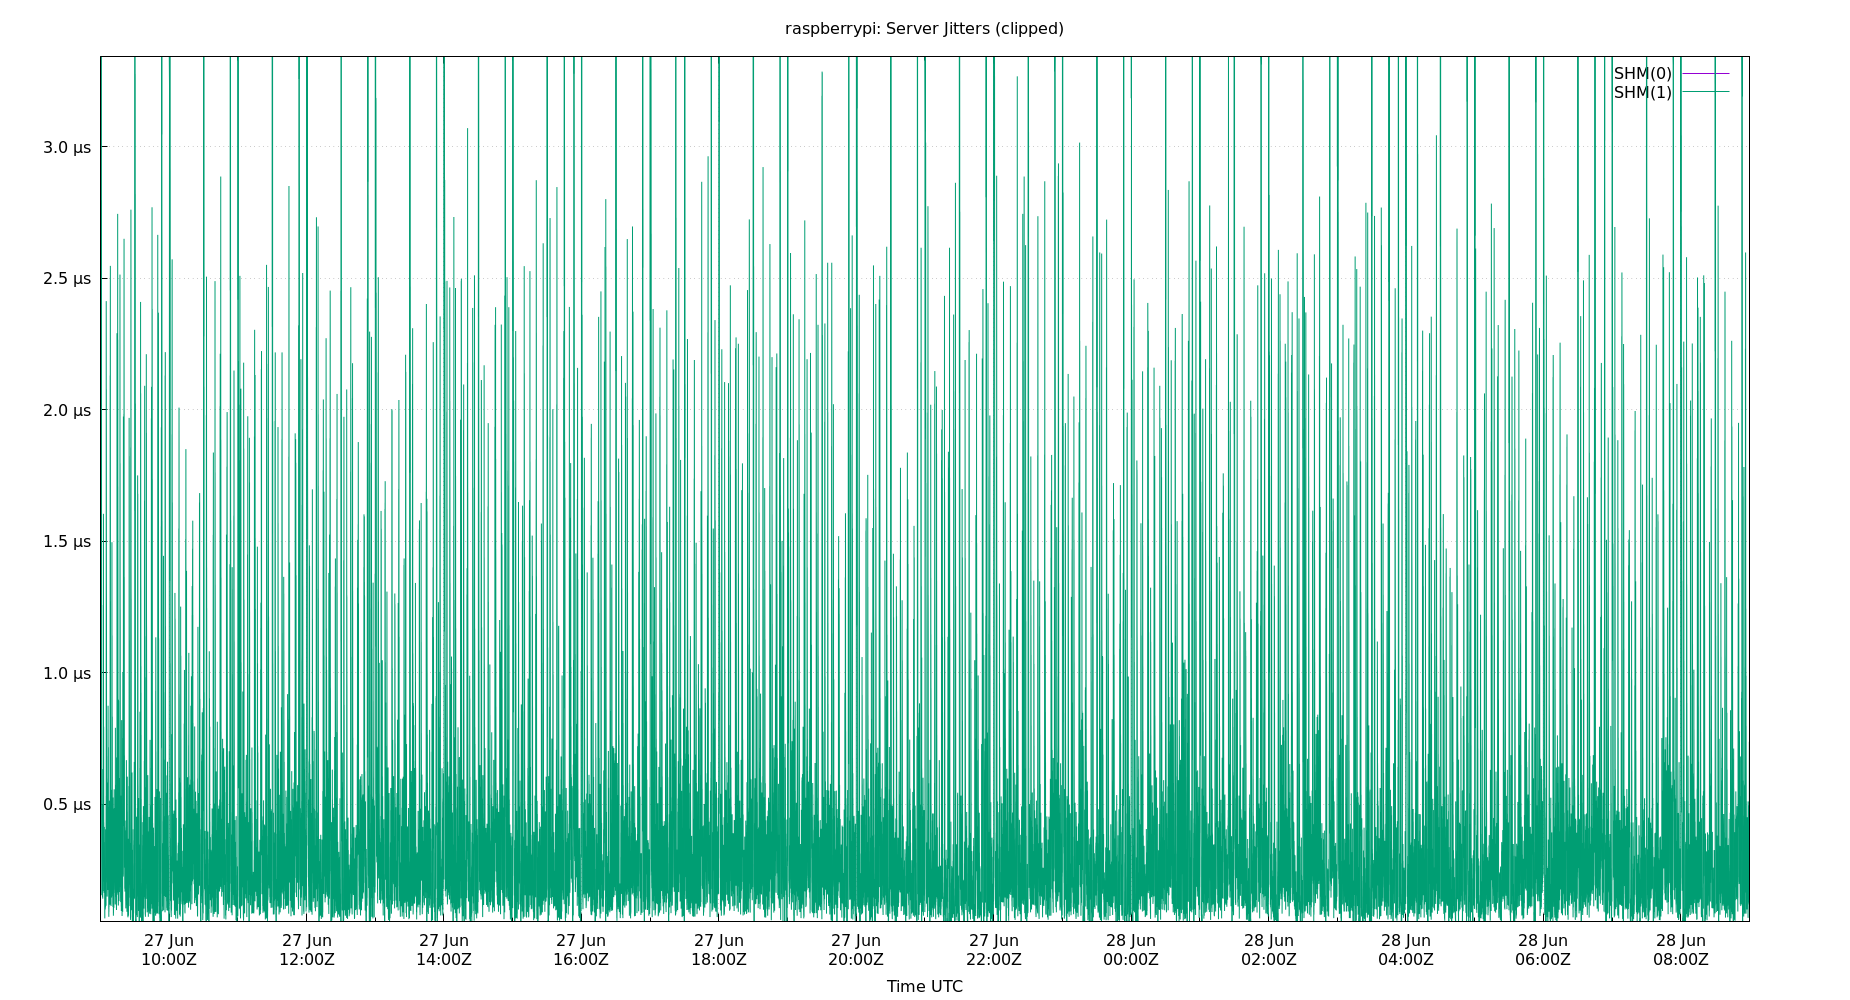 raspberrypi: Server Jitters (clipped)
SHM(0)
SHM(1)
3.0 µs
2.5 µs
2.0 µs
1.5 µs
1.0 µs
0.5 µs
27 Jun 27 Jun 27 Jun 27 Jun 27 Jun 27 Jun 27 Jun 28 Jun 28 Jun 28 Jun 28 Jun 28 Jun
10:00Z 12:00Z 14:00Z 16:00Z 18:00Z 20:00Z 22:00Z 00:00Z 02:00Z 04:00Z 06:00Z 08:00Z
Time UTC